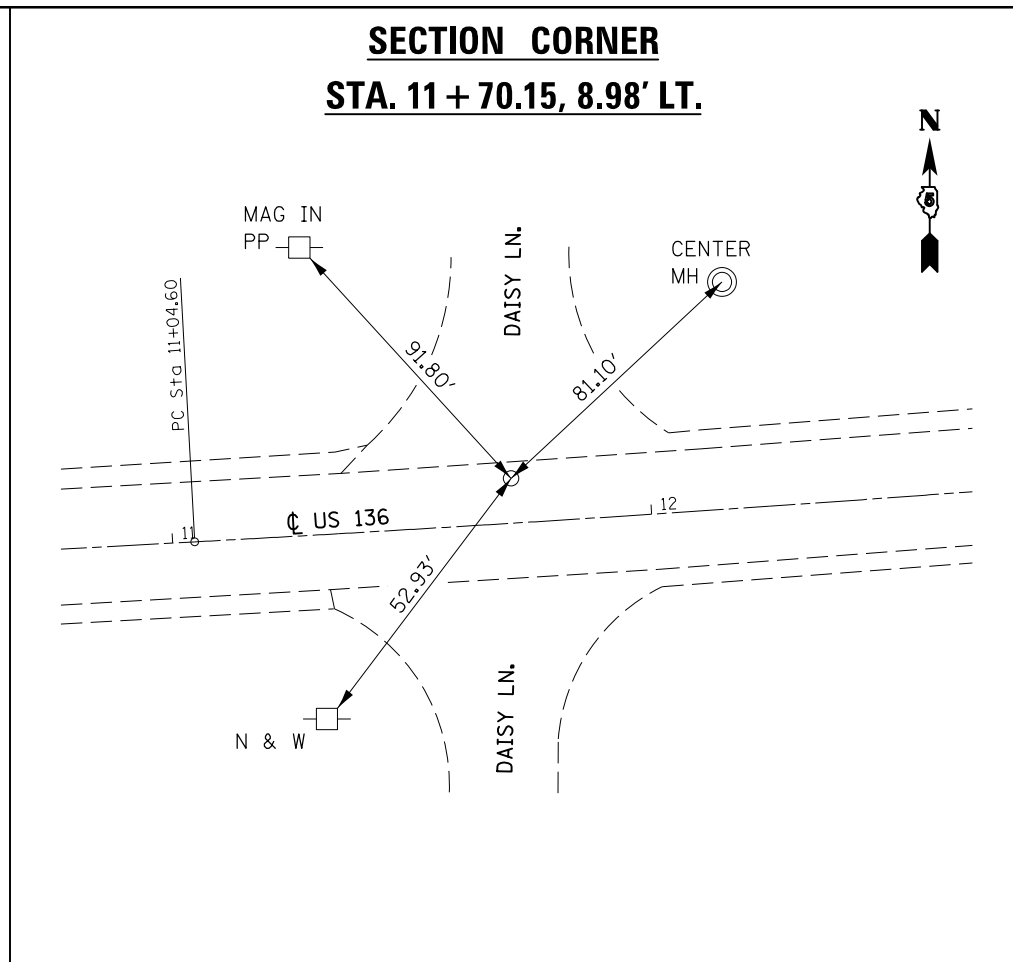 SECTION CORNER
STA. 11 + 70.15, 8.98' LT.
N
5
MAG IN
PP
CENTER
MH
DAISY LN.
PC Sta 11+04.60
91.80'
81.10'
12
11
℄ US 136
52.93'
DAISY LN.
N & W